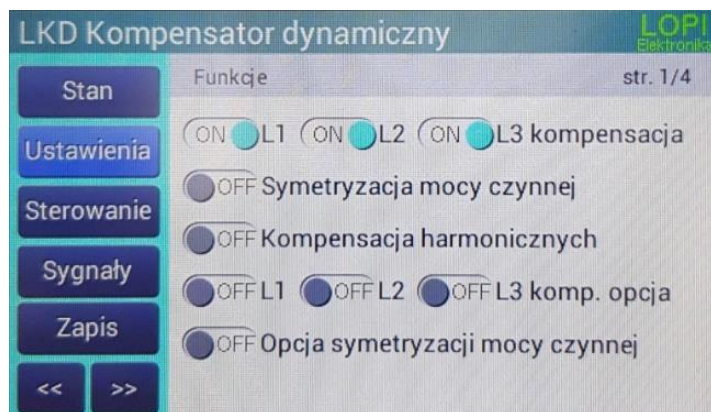 LKD Kompensator dynamiczny
LOPI
Elektronika
Stan
Ustawienia
Sterowanie
Sygnały
Zapis
<< >>
Funkcje str. 1/4
ON L1 ON L2 ON L3 kompensacja
OFF Symetryzacja mocy czynnej
OFF Kompensacja harmonicznych
OFF L1 OFF L2 OFF L3 komp. opcja
OFF Opcja symetryzacji mocy czynnej